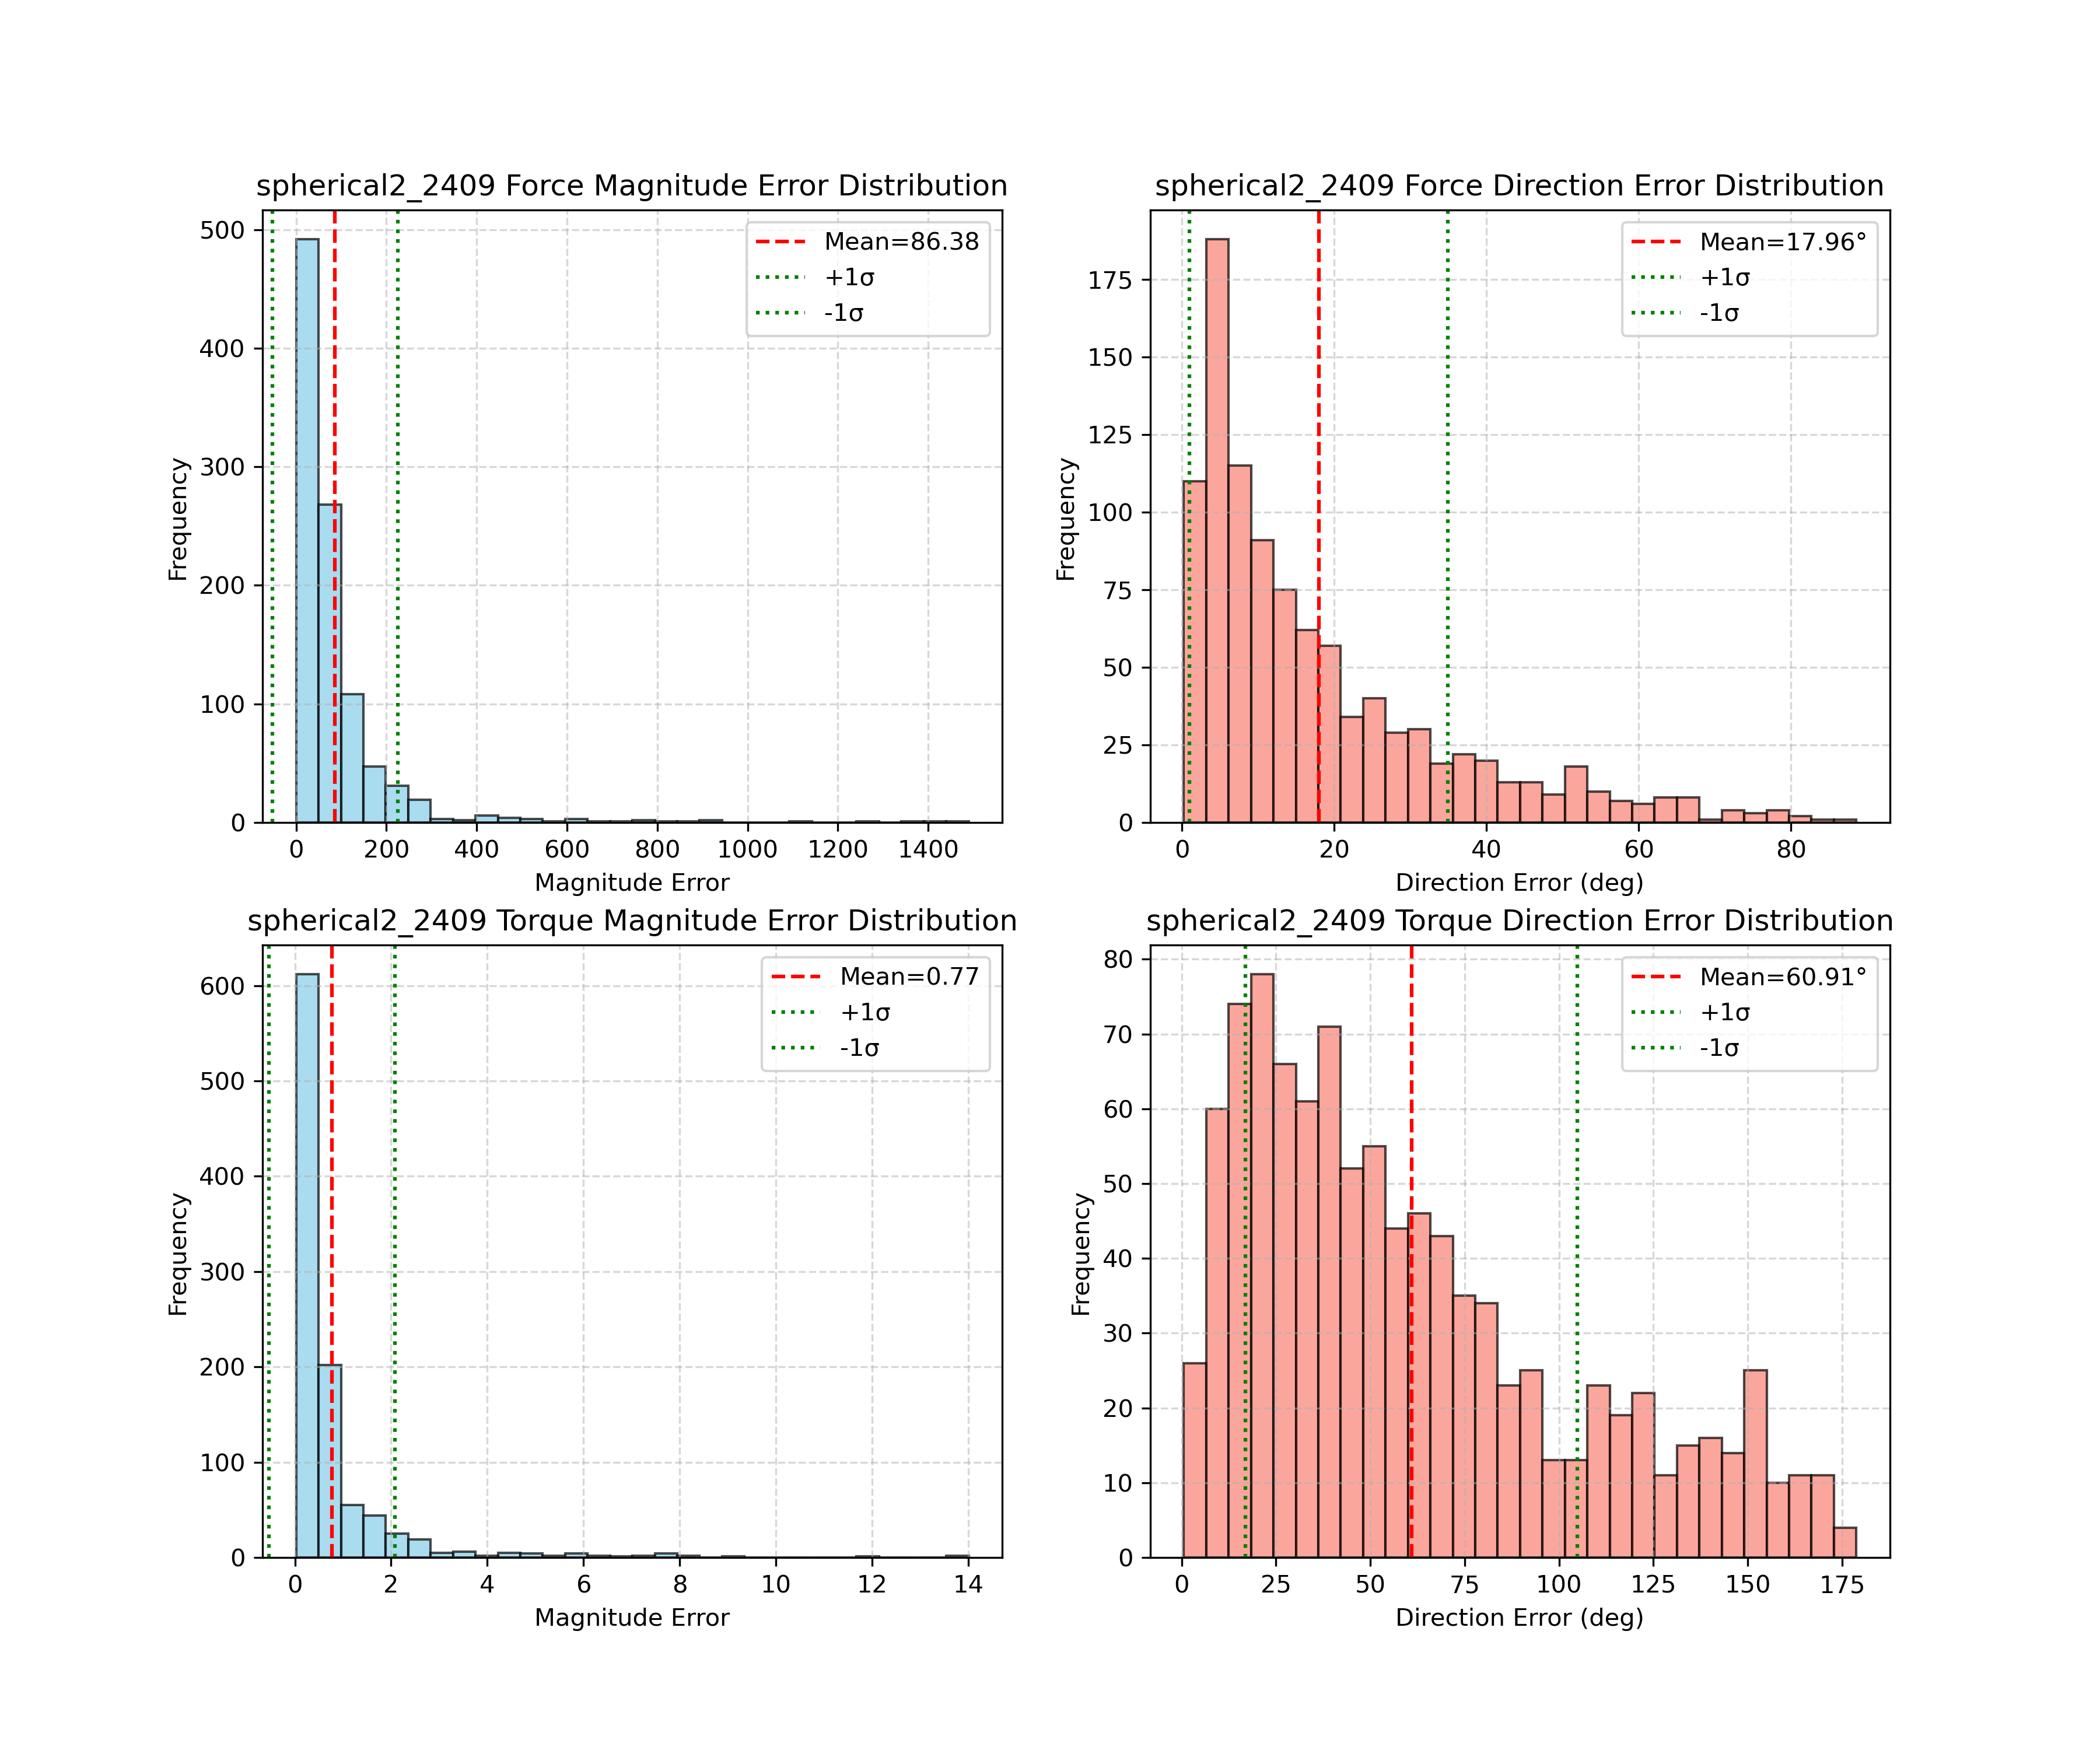 spherical2_2409 Force Magnitude Error Distribution
500
400
300
200
100
0
Frequency
0 200 400 600 800 1000 1200 1400
Magnitude Error
Mean=86.38
+1σ
-1σ
spherical2_2409 Force Direction Error Distribution
175
150
125
100
75
50
25
0
Frequency
0 20 40 60 80
Direction Error (deg)
Mean=17.96°
+1σ
-1σ
spherical2_2409 Torque Magnitude Error Distribution
600
500
400
300
200
100
0
Frequency
0 2 4 6 8 10 12 14
Magnitude Error
Mean=0.77
+1σ
-1σ
spherical2_2409 Torque Direction Error Distribution
80
70
60
50
40
30
20
10
0
Frequency
0 25 50 75 100 125 150 175
Direction Error (deg)
Mean=60.91°
+1σ
-1σ